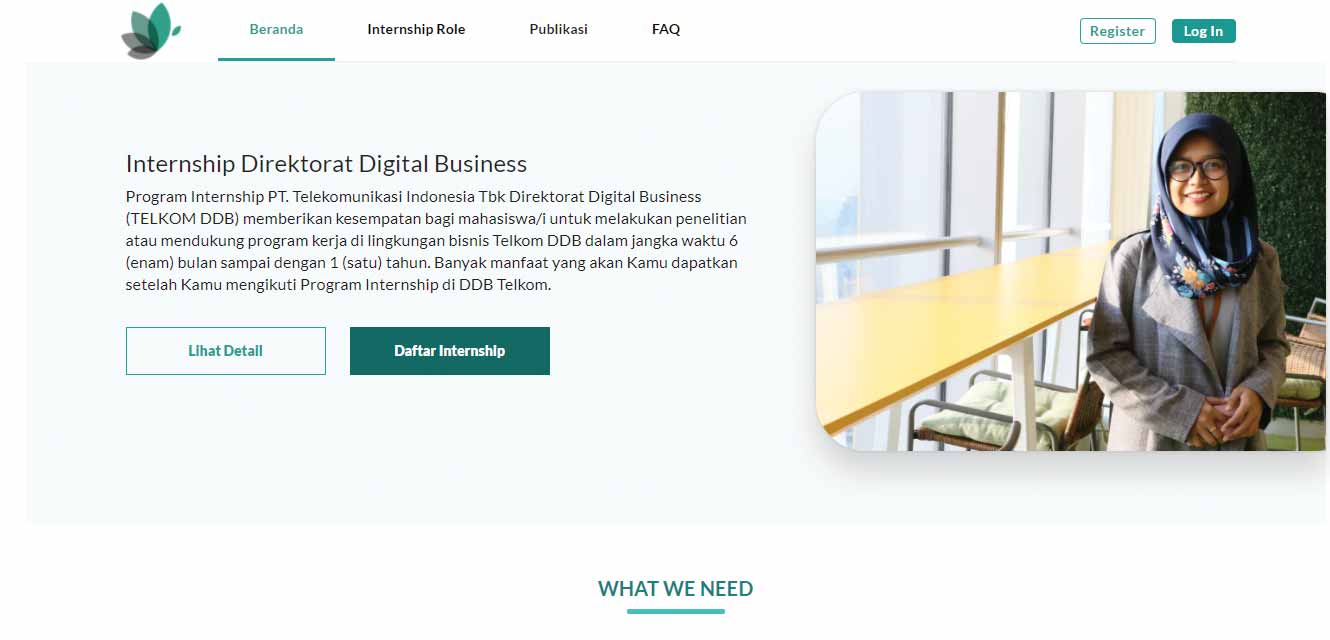 Beranda
Internship Role
Publikasi
FAQ
Register
Log In
Internship Direktorat Digital Business
Program Internship PT. Telekomunikasi Indonesia Tbk Direktorat Digital Business
(TELKOM DDB) memberikan kesempatan bagi mahasiswa/i untuk melakukan penelitian
atau mendukung program kerja di lingkungan bisnis Telkom DDB dalam jangka waktu 6
(enam) bulan sampai dengan 1 (satu) tahun. Banyak manfaat yang akan Kamu dapatkan
setelah Kamu mengikuti Program Internship di DDB Telkom.
Lihat Detail
Daftar Internship
WHAT WE NEED